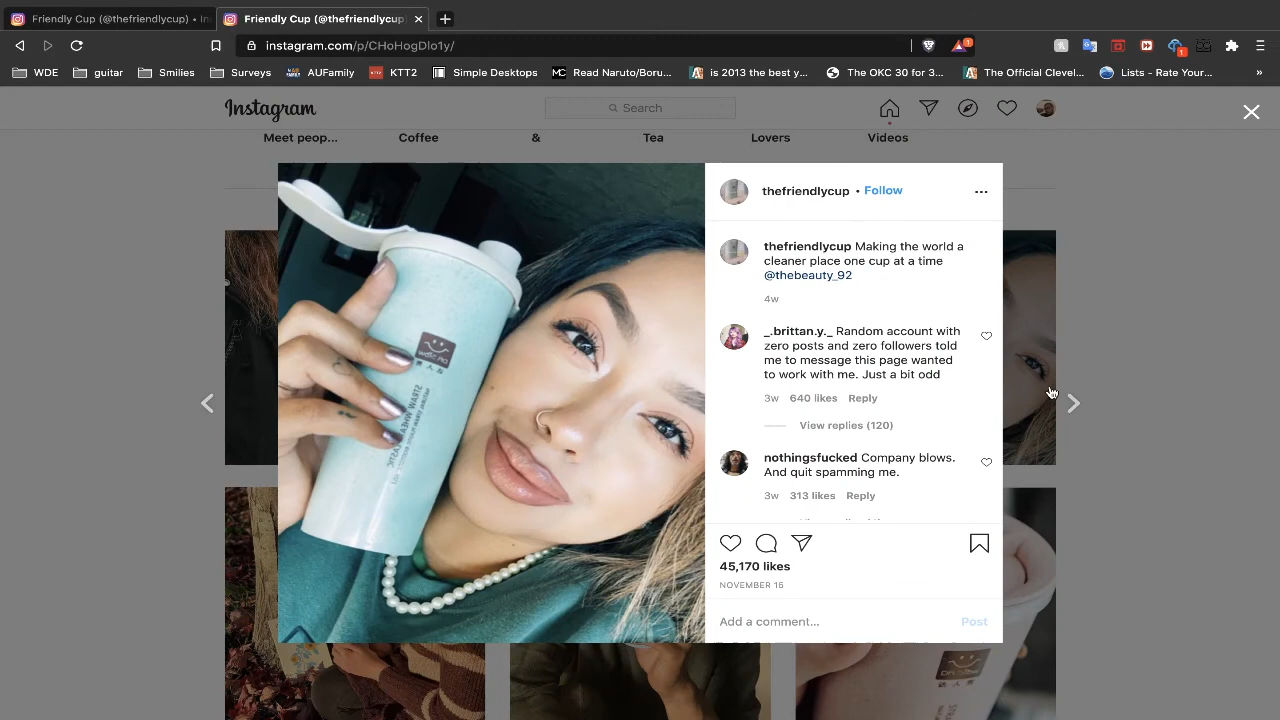 Friendly Cup (@thefriendlycup) • In
Friendly Cup (@thefriendlycup)
instagram.com/p/CHoHogDlo1y/
1
1
WDE
guitar
Smilies
Surveys
AUFamily
KTT2
Simple Desktops
Read Naruto/Boru...
is 2013 the best y...
The OKC 30 for 3...
The Official Clevel...
Lists - Rate Your...
»
Instagram
Search
Meet peop...
Coffee
&
Tea
Lovers
Videos
thefriendlycup • Follow
thefriendlycup Making the world a
cleaner place one cup at a time
@thebeauty_92
4w
_.brittan.y._ Random account with
zero posts and zero followers told
me to message this page wanted
to work with me. Just a bit odd
3w 640 likes Reply
View replies (120)
nothingsfucked Company blows.
And quit spamming me.
3w 313 likes Reply
45,170 likes
NOVEMBER 16
Add a comment...
Post